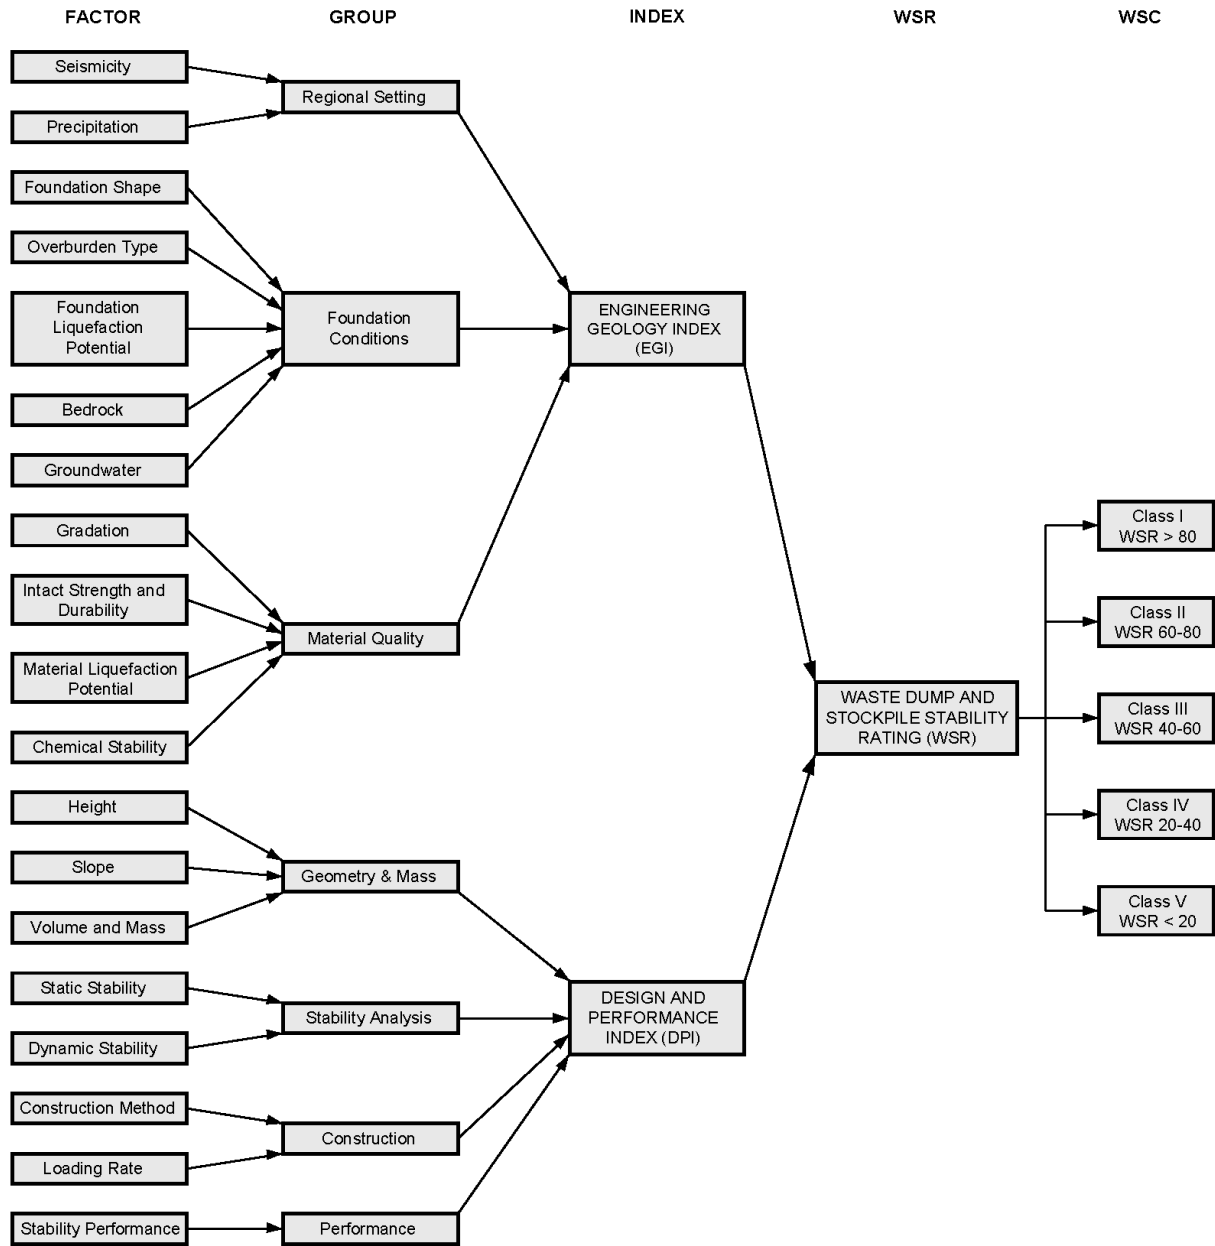 FACTOR
GROUP
INDEX
WSR
WSC
Seismicity
Precipitation
Foundation Shape
Overburden Type
Foundation
Liquefaction
Potential
Bedrock
Groundwater
Gradation
Intact Strength and
Durability
Material Liquefaction
Potential
Chemical Stability
Height
Slope
Volume and Mass
Static Stability
Dynamic Stability
Construction Method
Loading Rate
Stability Performance
Regional Setting
Foundation
Conditions
Material Quality
Geometry & Mass
Stability Analysis
Construction
Performance
ENGINEERING
GEOLOGY INDEX
(EGI)
DESIGN AND
PERFORMANCE
INDEX (DPI)
WASTE DUMP AND
STOCKPILE STABILITY
RATING (WSR)
Class I
WSR > 80
Class II
WSR 60-80
Class III
WSR 40-60
Class IV
WSR 20-40
Class V
WSR < 20